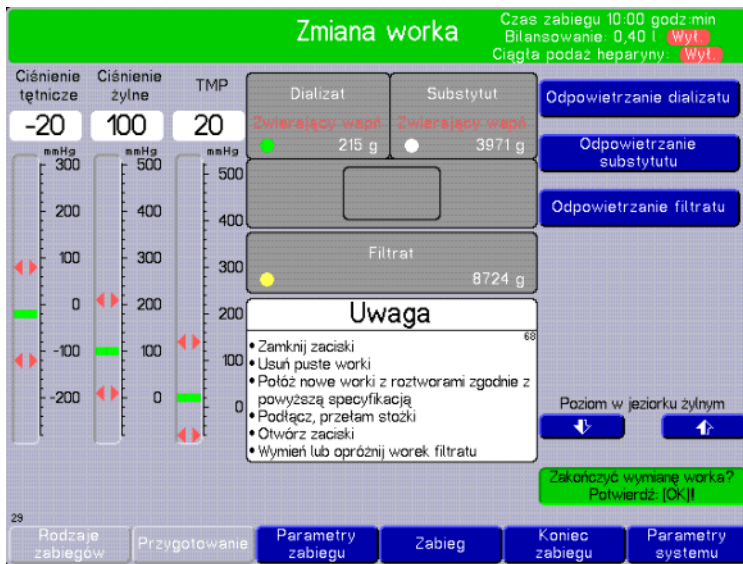 Zmiana worka
Czas zabiegu 10:00 godz:min
Bilansowanie: 0,40 l Wył.
Ciągła podaż heparyny: Wył.
Ciśnienie tętnicze
Ciśnienie żylne
TMP
-20
100
20
mmHg
mmHg
mmHg
300
200
100
0
-100
-200
500
400
300
200
100
0
500
400
300
200
100
0
Dializat
Zwierający wapń
215 g
Substytut
Zwierający wapń
3971 g
Filtrat
8724 g
Uwaga
68
• Zamknij zaciski
• Usuń puste worki
• Połóż nowe worki z roztworami zgodnie z
powyższą specyfikacją
• Podłącz, przełam stożki
• Otwórz zaciski
• Wymień lub opróżnij worek filtratu
Odpowietrzanie dializatu
Odpowietrzanie
substytutu
Odpowietrzanie filtratu
Poziom w jeziorku żylnym
Zakończyć wymianę worka?
Potwierdź: [OK]!
29
Rodzaje
zabiegów
Przygotowanie
Parametry
zabiegu
Zabieg
Koniec
zabiegu
Parametry
systemu